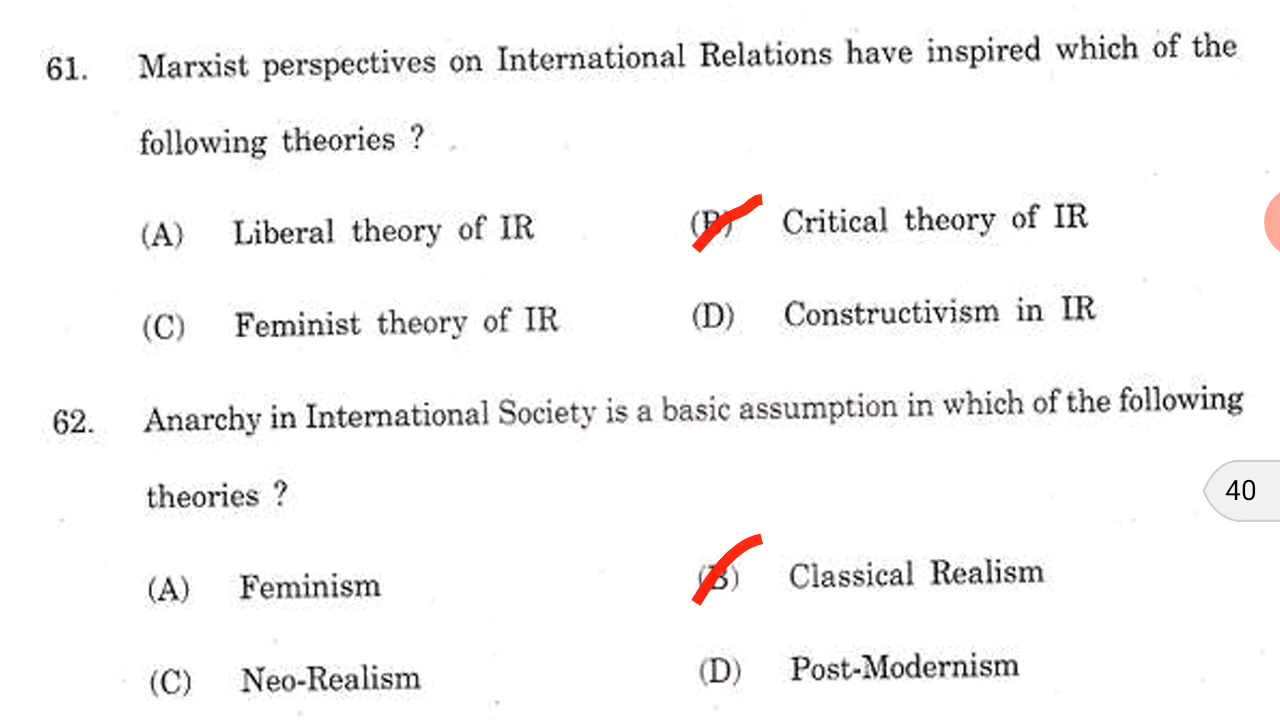 61. Marxist perspectives on International Relations have inspired which of the
following theories ?
(A) Liberal theory of IR (B) Critical theory of IR
(C) Feminist theory of IR (D) Constructivism in IR
62. Anarchy in International Society is a basic assumption in which of the following
theories ?
40
(A) Feminism (B) Classical Realism
(C) Neo-Realism (D) Post-Modernism